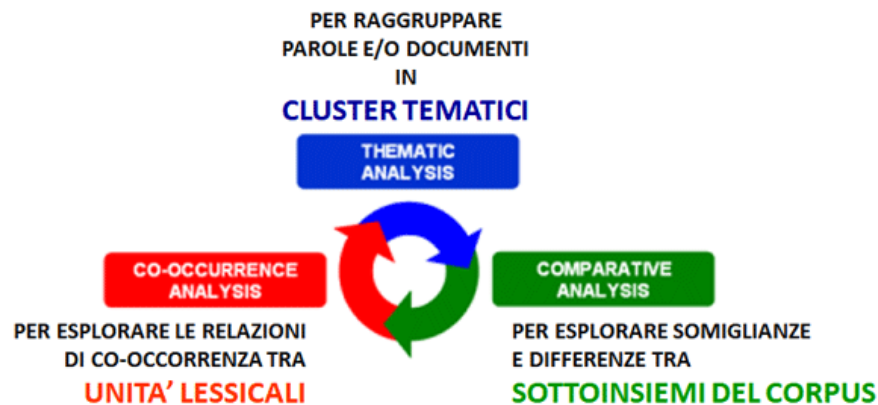 PER RAGGRUPPARE
PAROLE E/O DOCUMENTI
IN
CLUSTER TEMATICI
THEMATIC
ANALYSIS
CO-OCCURRENCE
ANALYSIS
PER ESPLORARE LE RELAZIONI
DI CO-OCCORRENZA TRA
UNITA' LESSICALI
COMPARATIVE
ANALYSIS
PER ESPLORARE SOMIGLIANZE
E DIFFERENZE TRA
SOTTOINSIEMI DEL CORPUS